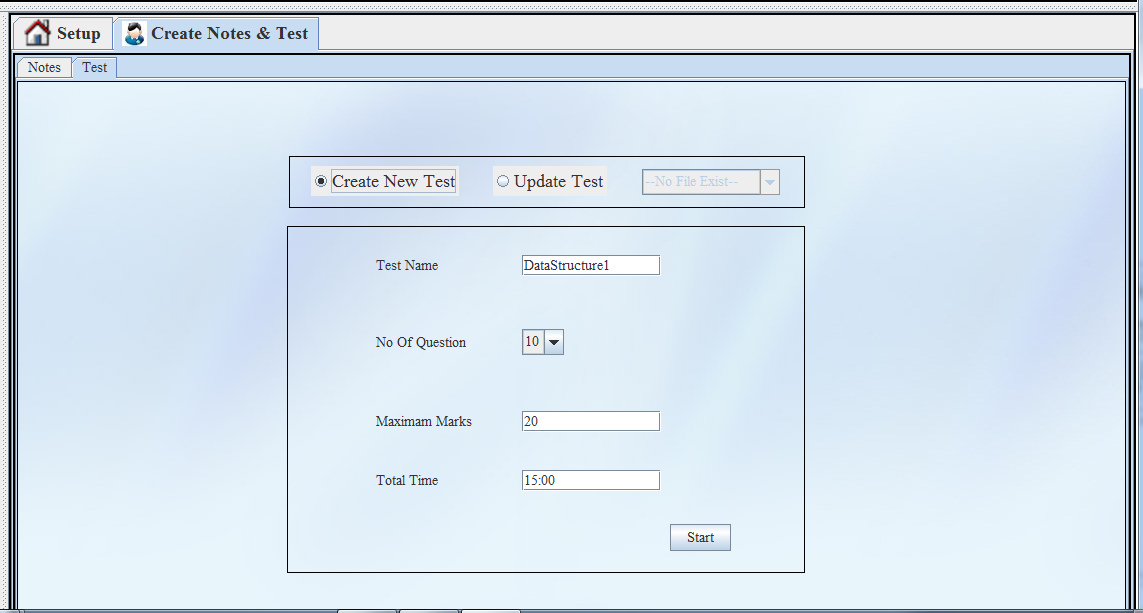 Setup Create Notes & Test
Notes Test
Create New Test Update Test --No File Exist--
Test Name DataStructure1
No Of Question 10
Maximam Marks 20
Total Time 15:00
Start